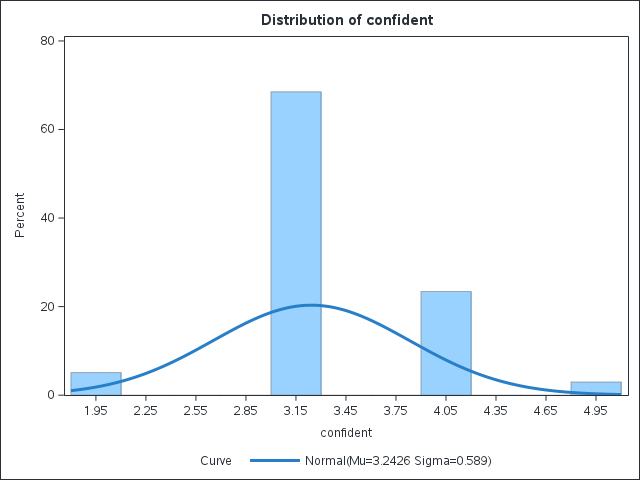 Distribution of confident
80
60
40
20
0
Percent
1.95 2.25 2.55 2.85 3.15 3.45 3.75 4.05 4.35 4.65 4.95
confident
Curve Normal(Mu=3.2426 Sigma=0.589)